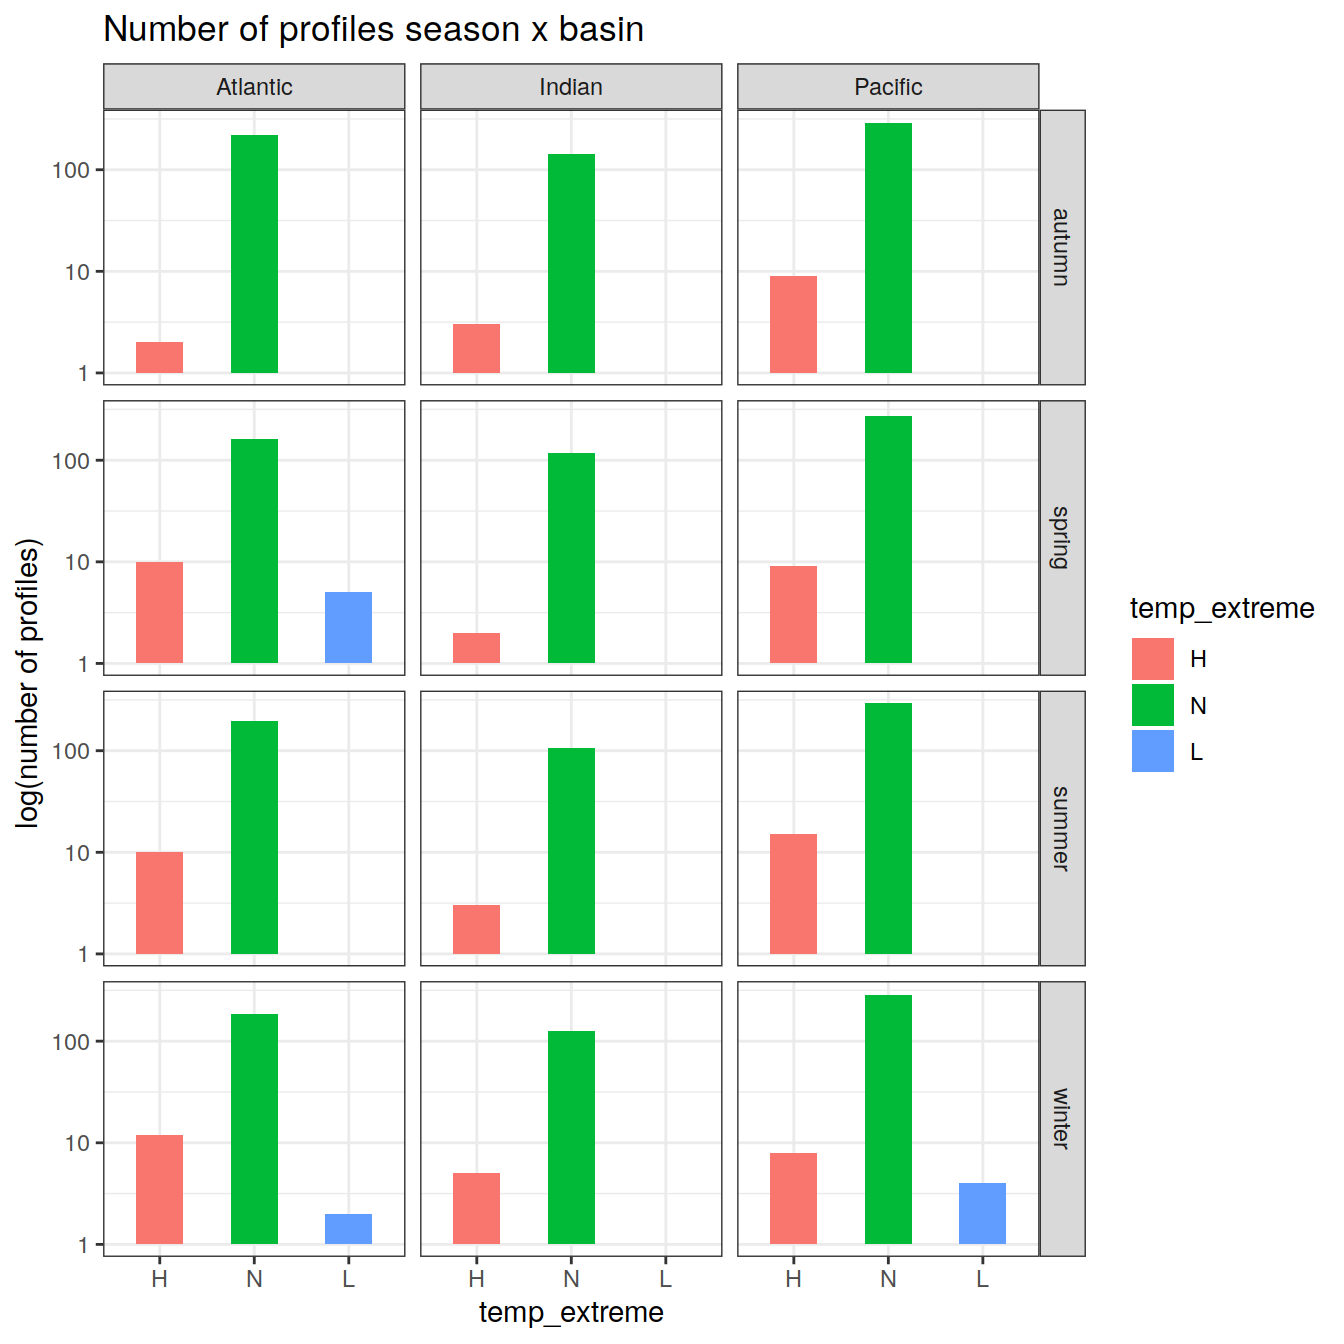 Number of profiles season x basin
Atlantic Indian Pacific
100
10
1
autumn
100
10
1
spring
100
10
1
summer
100
10
1
winter
H N L H N L H N L
temp_extreme
log(number of profiles)
temp_extreme
H
N
L